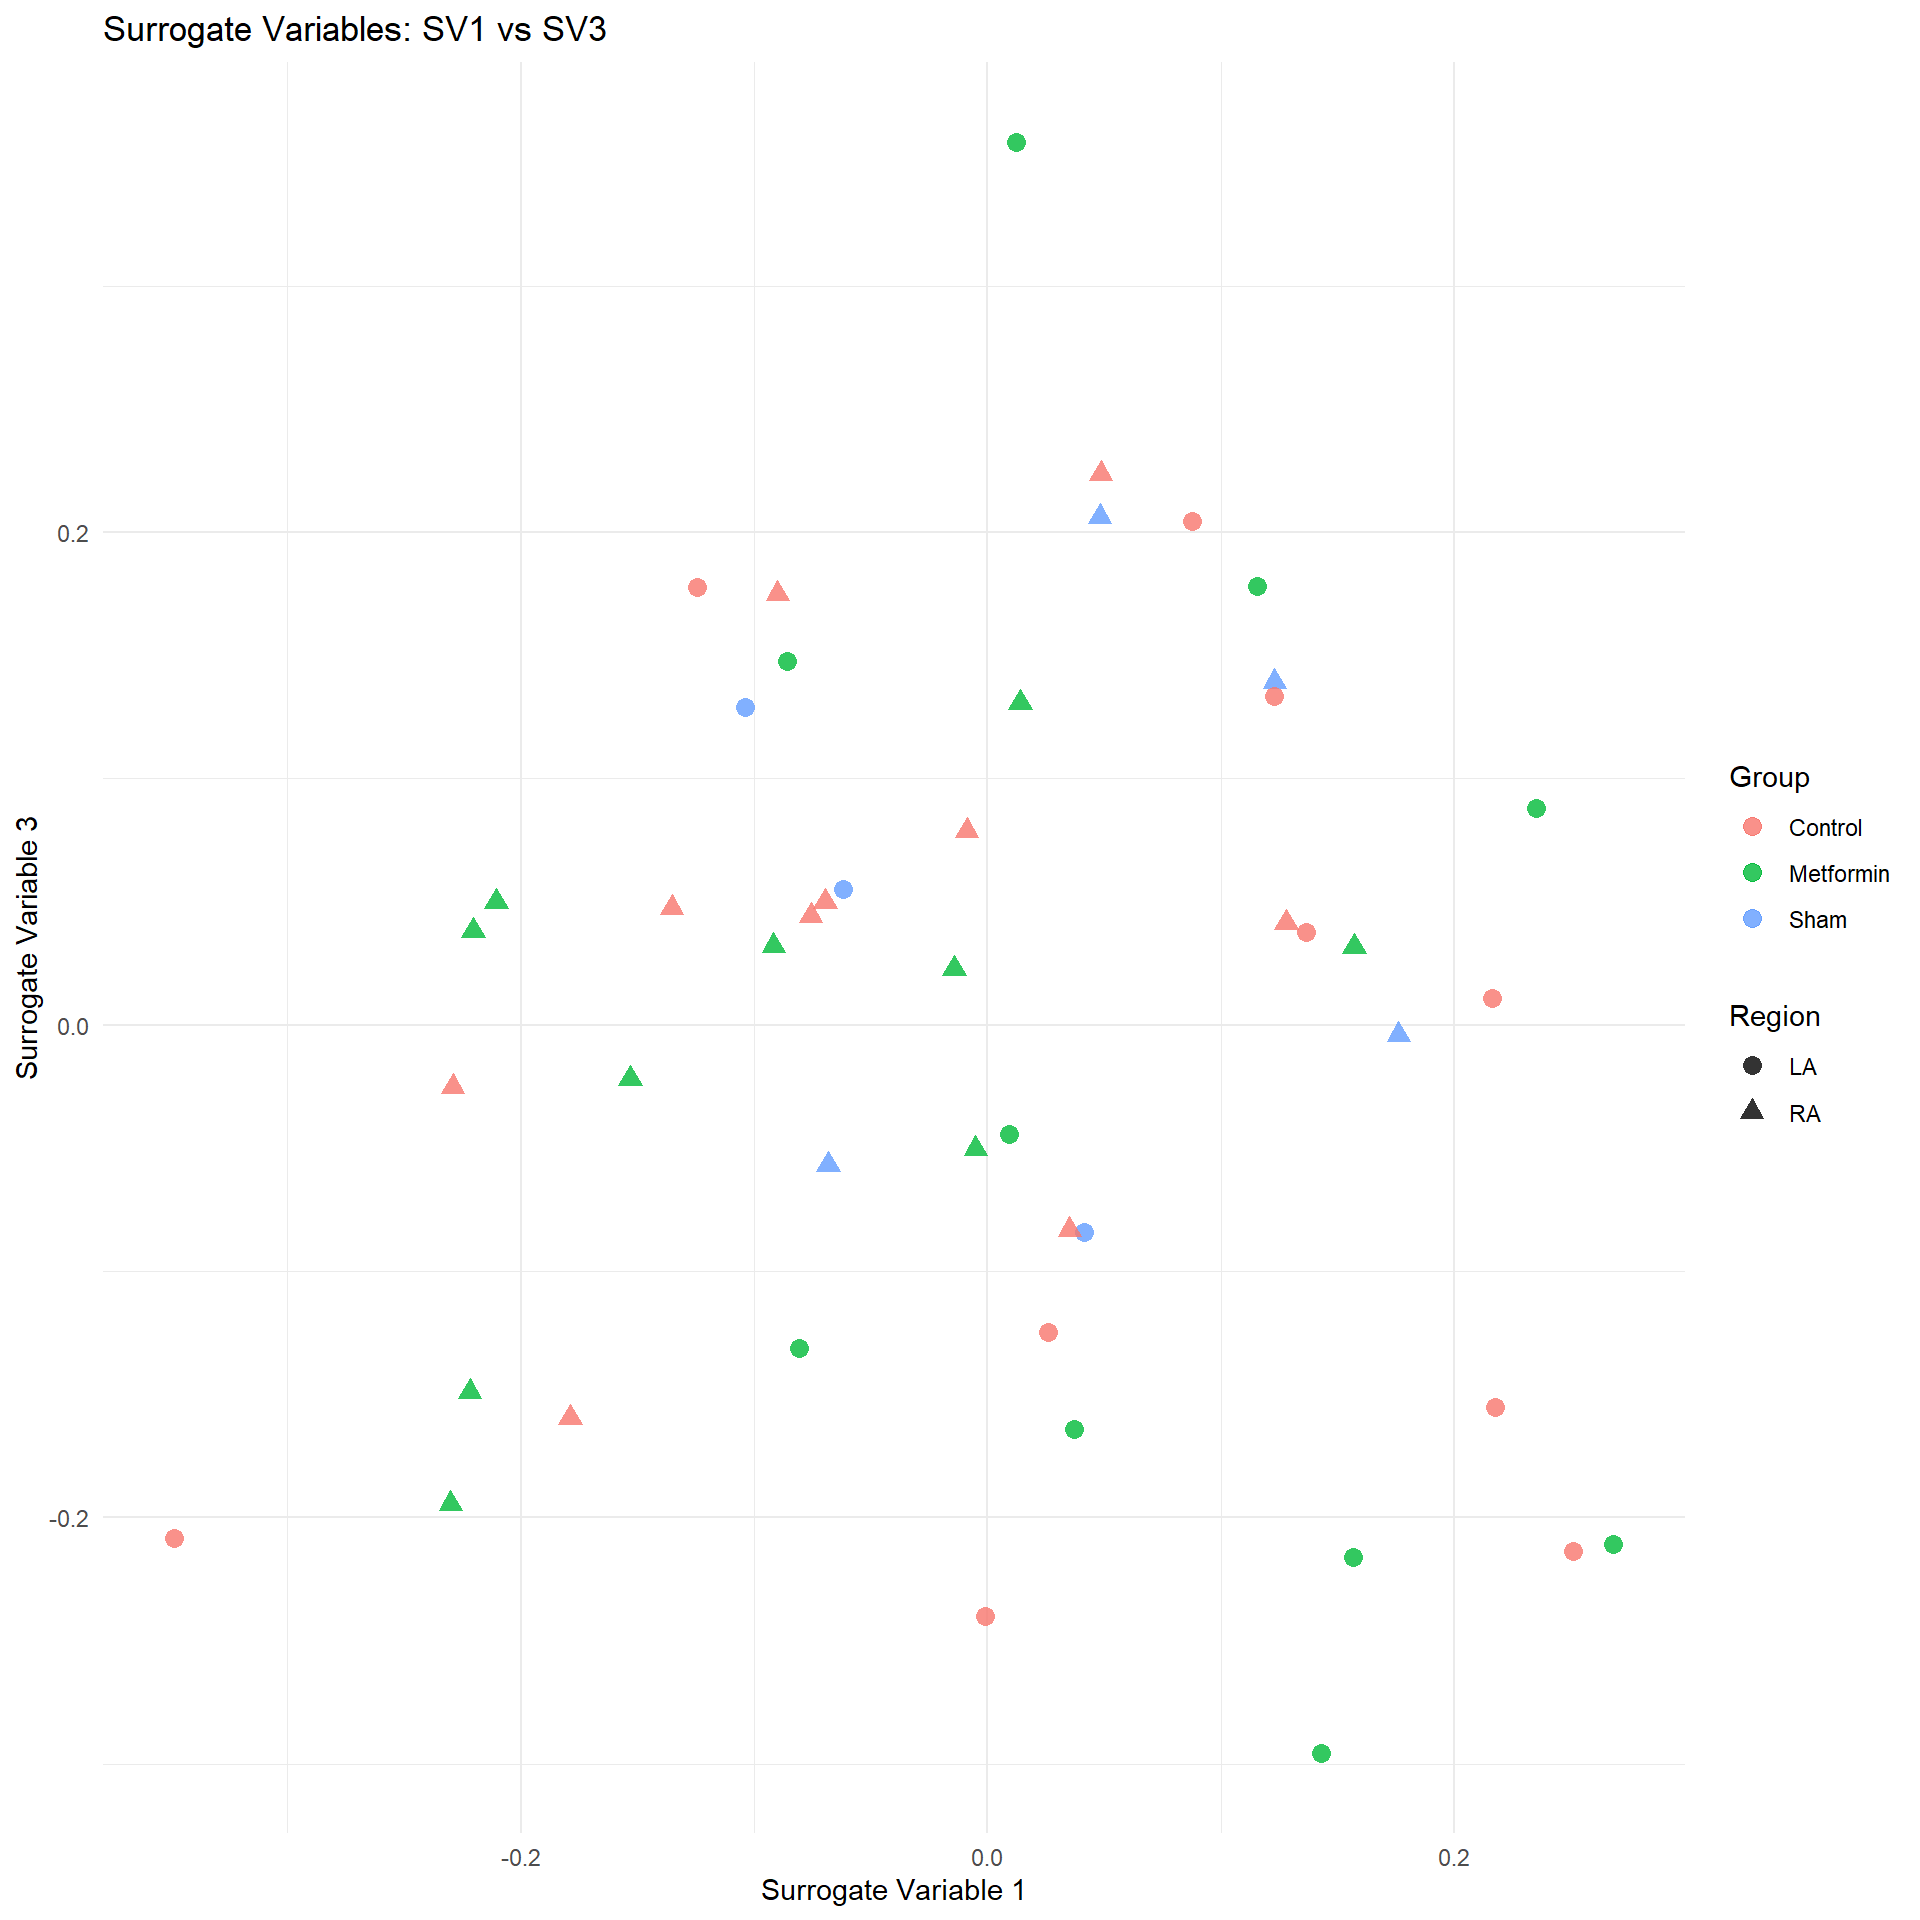 Surrogate Variables: SV1 vs SV3
Surrogate Variable 3
0.2
0.0
-0.2
-0.2
0.0
0.2
Surrogate Variable 1
Group
Control
Metformin
Sham
Region
LA
RA